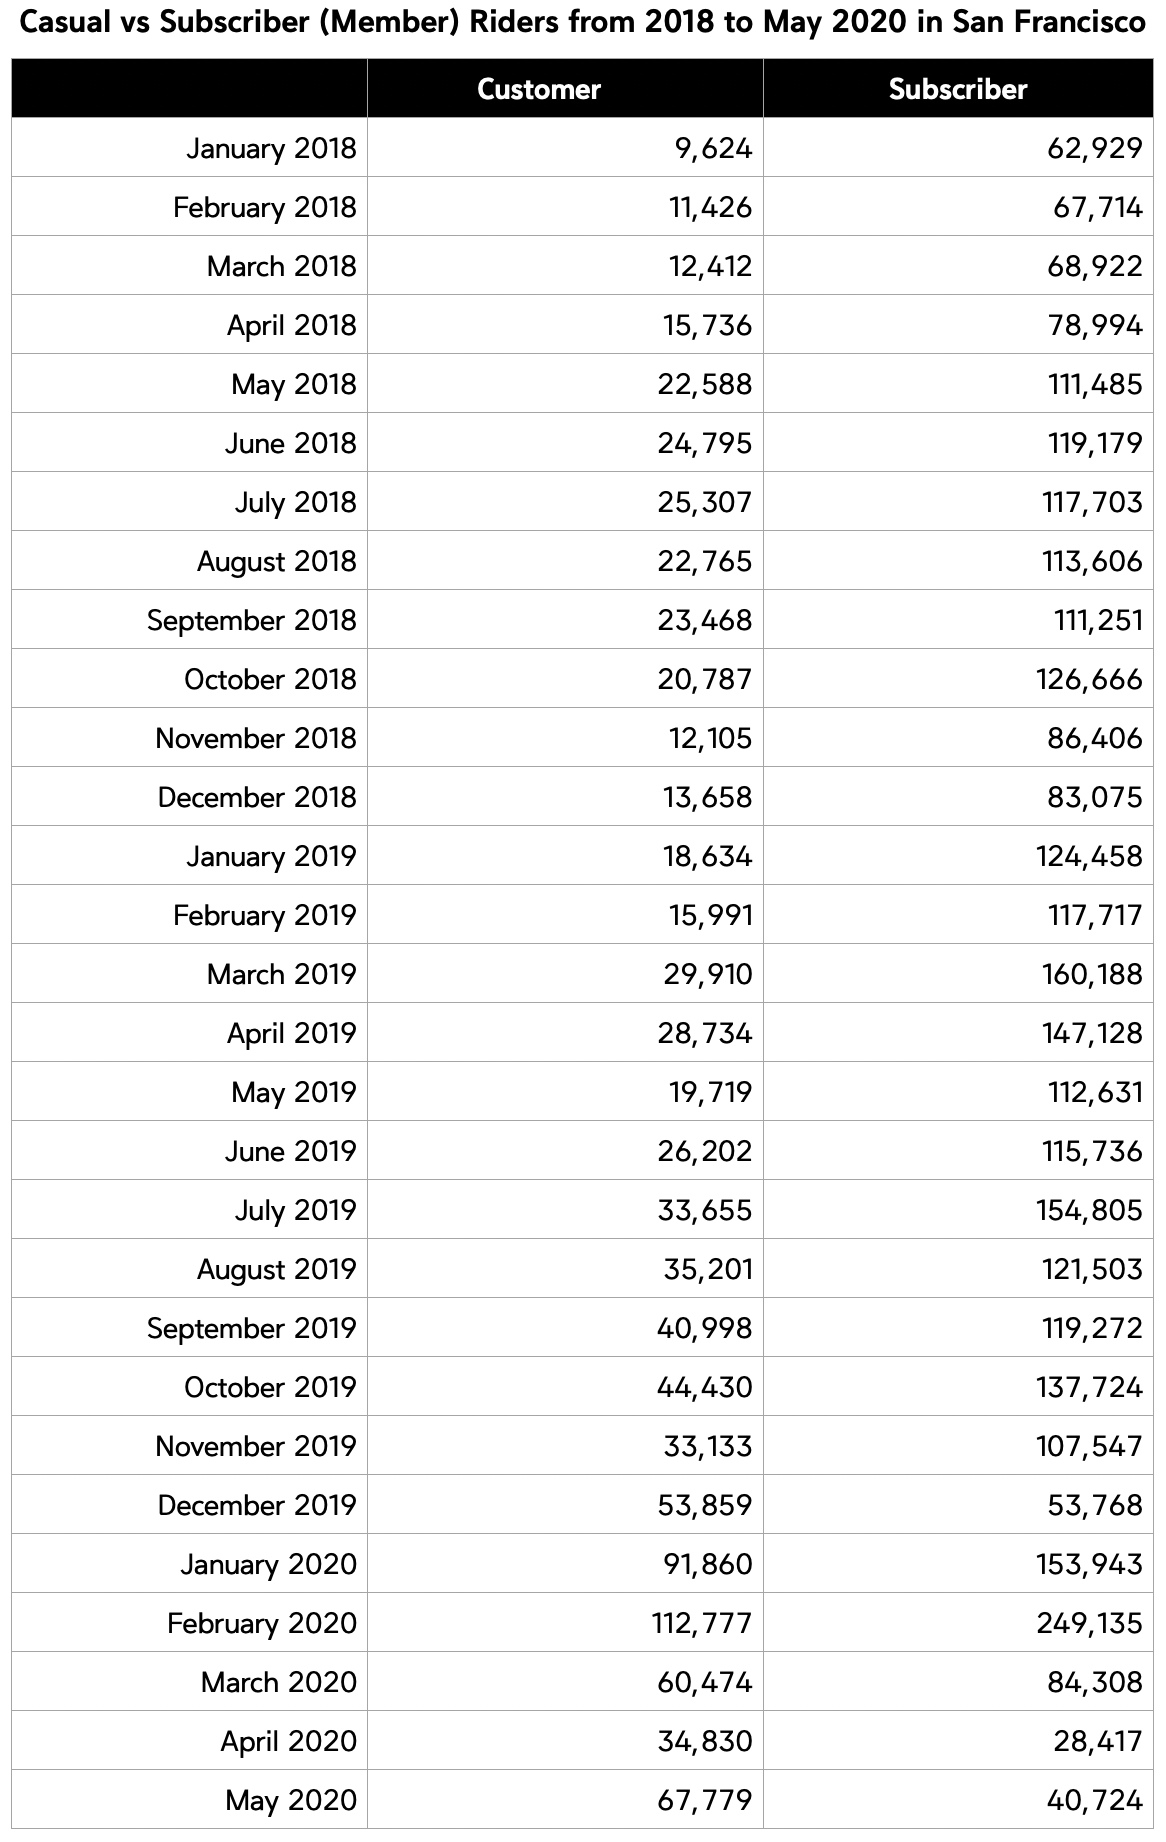 Casual vs Subscriber (Member) Riders from 2018 to May 2020 in San Francisco
Customer Subscriber
January 2018 9,624 62,929
February 2018 11,426 67,714
March 2018 12,412 68,922
April 2018 15,736 78,994
May 2018 22,588 111,485
June 2018 24,795 119,179
July 2018 25,307 117,703
August 2018 22,765 113,606
September 2018 23,468 111,251
October 2018 20,787 126,666
November 2018 12,105 86,406
December 2018 13,658 83,075
January 2019 18,634 124,458
February 2019 15,991 117,717
March 2019 29,910 160,188
April 2019 28,734 147,128
May 2019 19,719 112,631
June 2019 26,202 115,736
July 2019 33,655 154,805
August 2019 35,201 121,503
September 2019 40,998 119,272
October 2019 44,430 137,724
November 2019 33,133 107,547
December 2019 53,859 53,768
January 2020 91,860 153,943
February 2020 112,777 249,135
March 2020 60,474 84,308
April 2020 34,830 28,417
May 2020 67,779 40,724